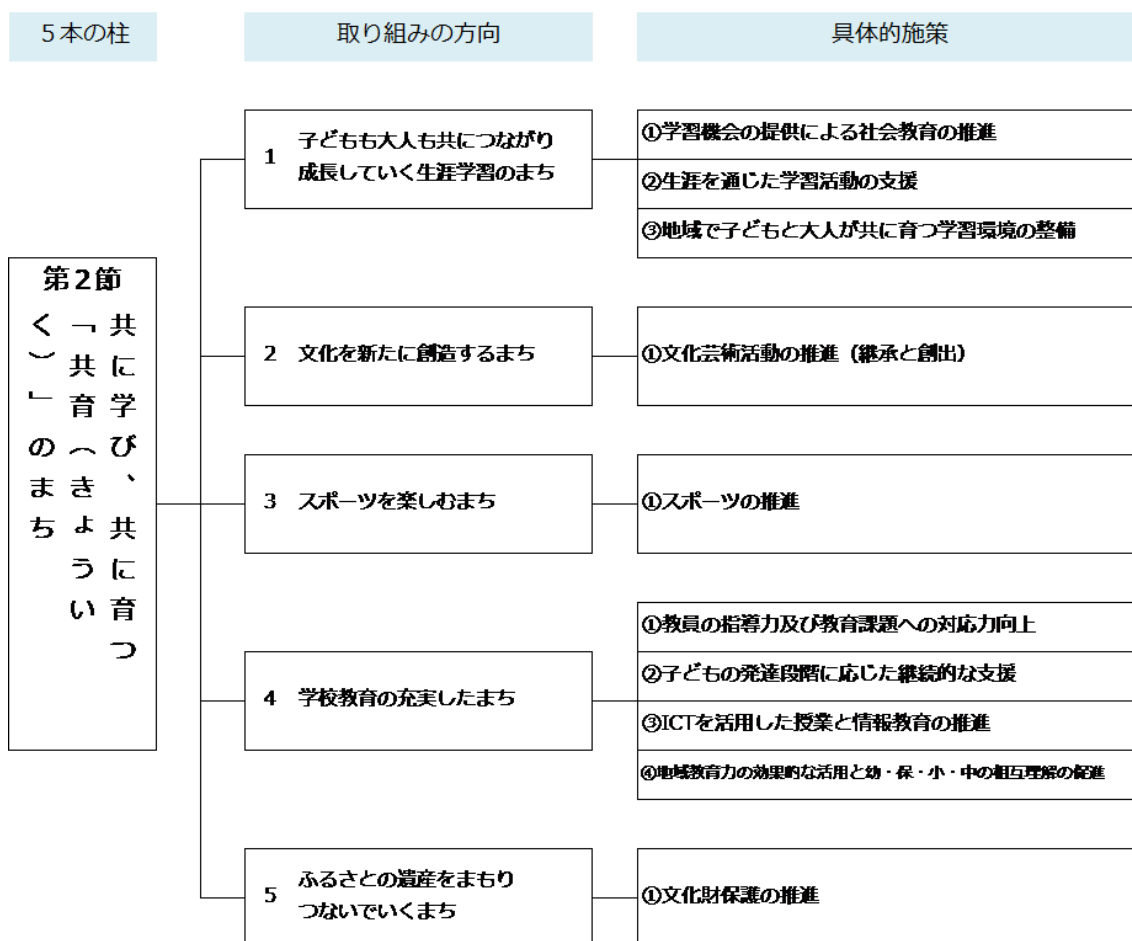 5本の柱
取り組みの方向
具体的施策
第2節
共に学び、共に育つ
「共育（きょうい
く）」のまち
1 子どもも大人も共につながり
成長していく生涯学習のまち
①学習機会の提供による社会教育の推進
②生涯を通じた学習活動の支援
③地域で子どもと大人が共に育つ学習環境の整備
2 文化を新たに創造するまち
①文化芸術活動の推進（継承と創出）
3 スポーツを楽しむまち
①スポーツの推進
4 学校教育の充実したまち
①教員の指導力及び教育課題への対応力向上
②子どもの発達段階に応じた継続的な支援
③ICTを活用した授業と情報教育の推進
④地域教育力の効果的な活用と幼・保・小・中の相互理解の促進
5 ふるさとの遺産をまもり
つないでいくまち
①文化財保護の推進